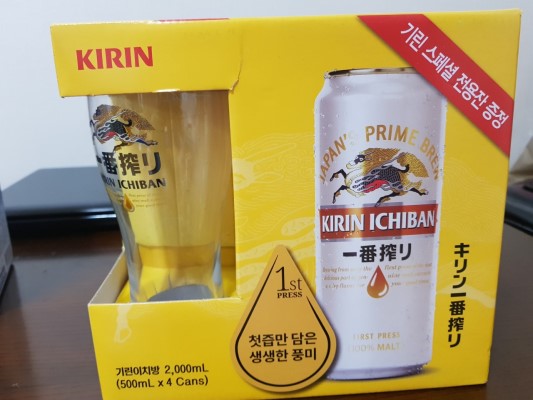 KIRIN
기린 스페셜 전용잔 증정
一番搾り
KIRIN ICHIBAN
JAPAN'S PRIME BREW
KIRIN ICHIBAN
一番搾り
FIRST PRESS
100% MALT
キリン一番搾り
1st
PRESS
첫즙만 담은
생생한 풍미
기린이치방 2,000mL
(500mL x 4 Cans)